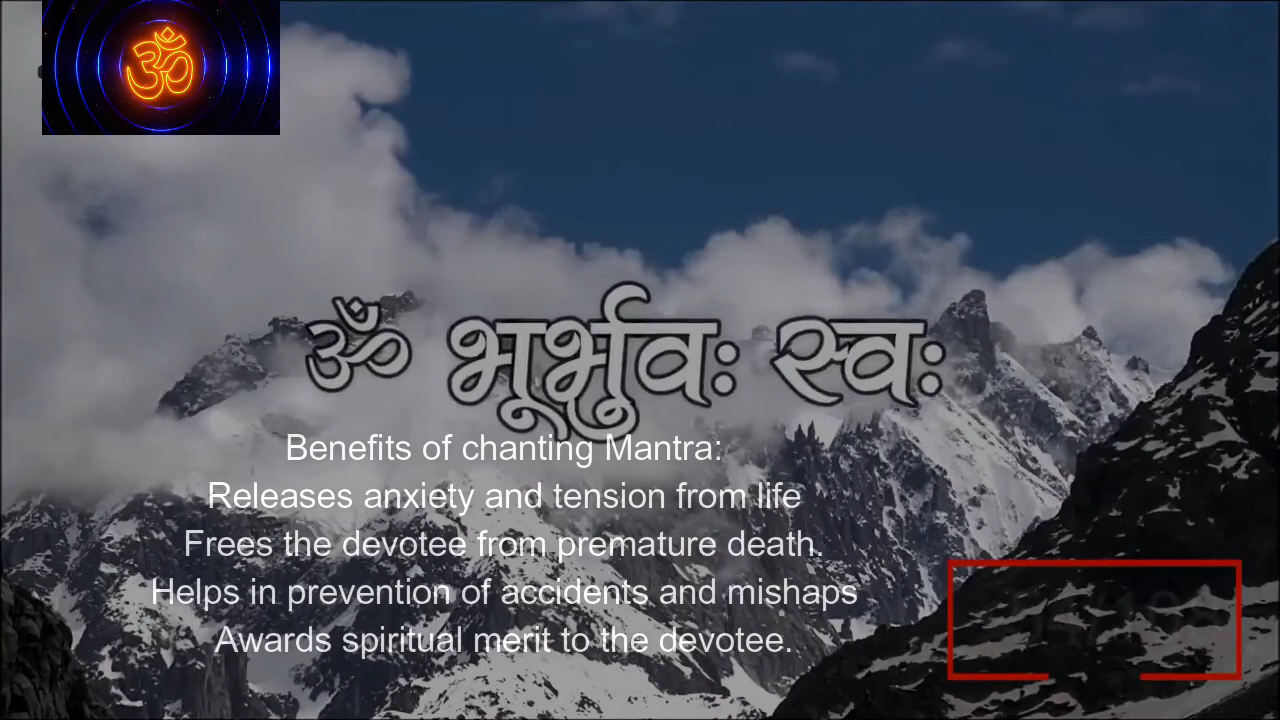 ॐ
ॐ भूर्भुवः स्वः
Benefits of chanting Mantra:
Releases anxiety and tension from life
Frees the devotee from premature death.
Helps in prevention of accidents and mishaps
Awards spiritual merit to the devotee.